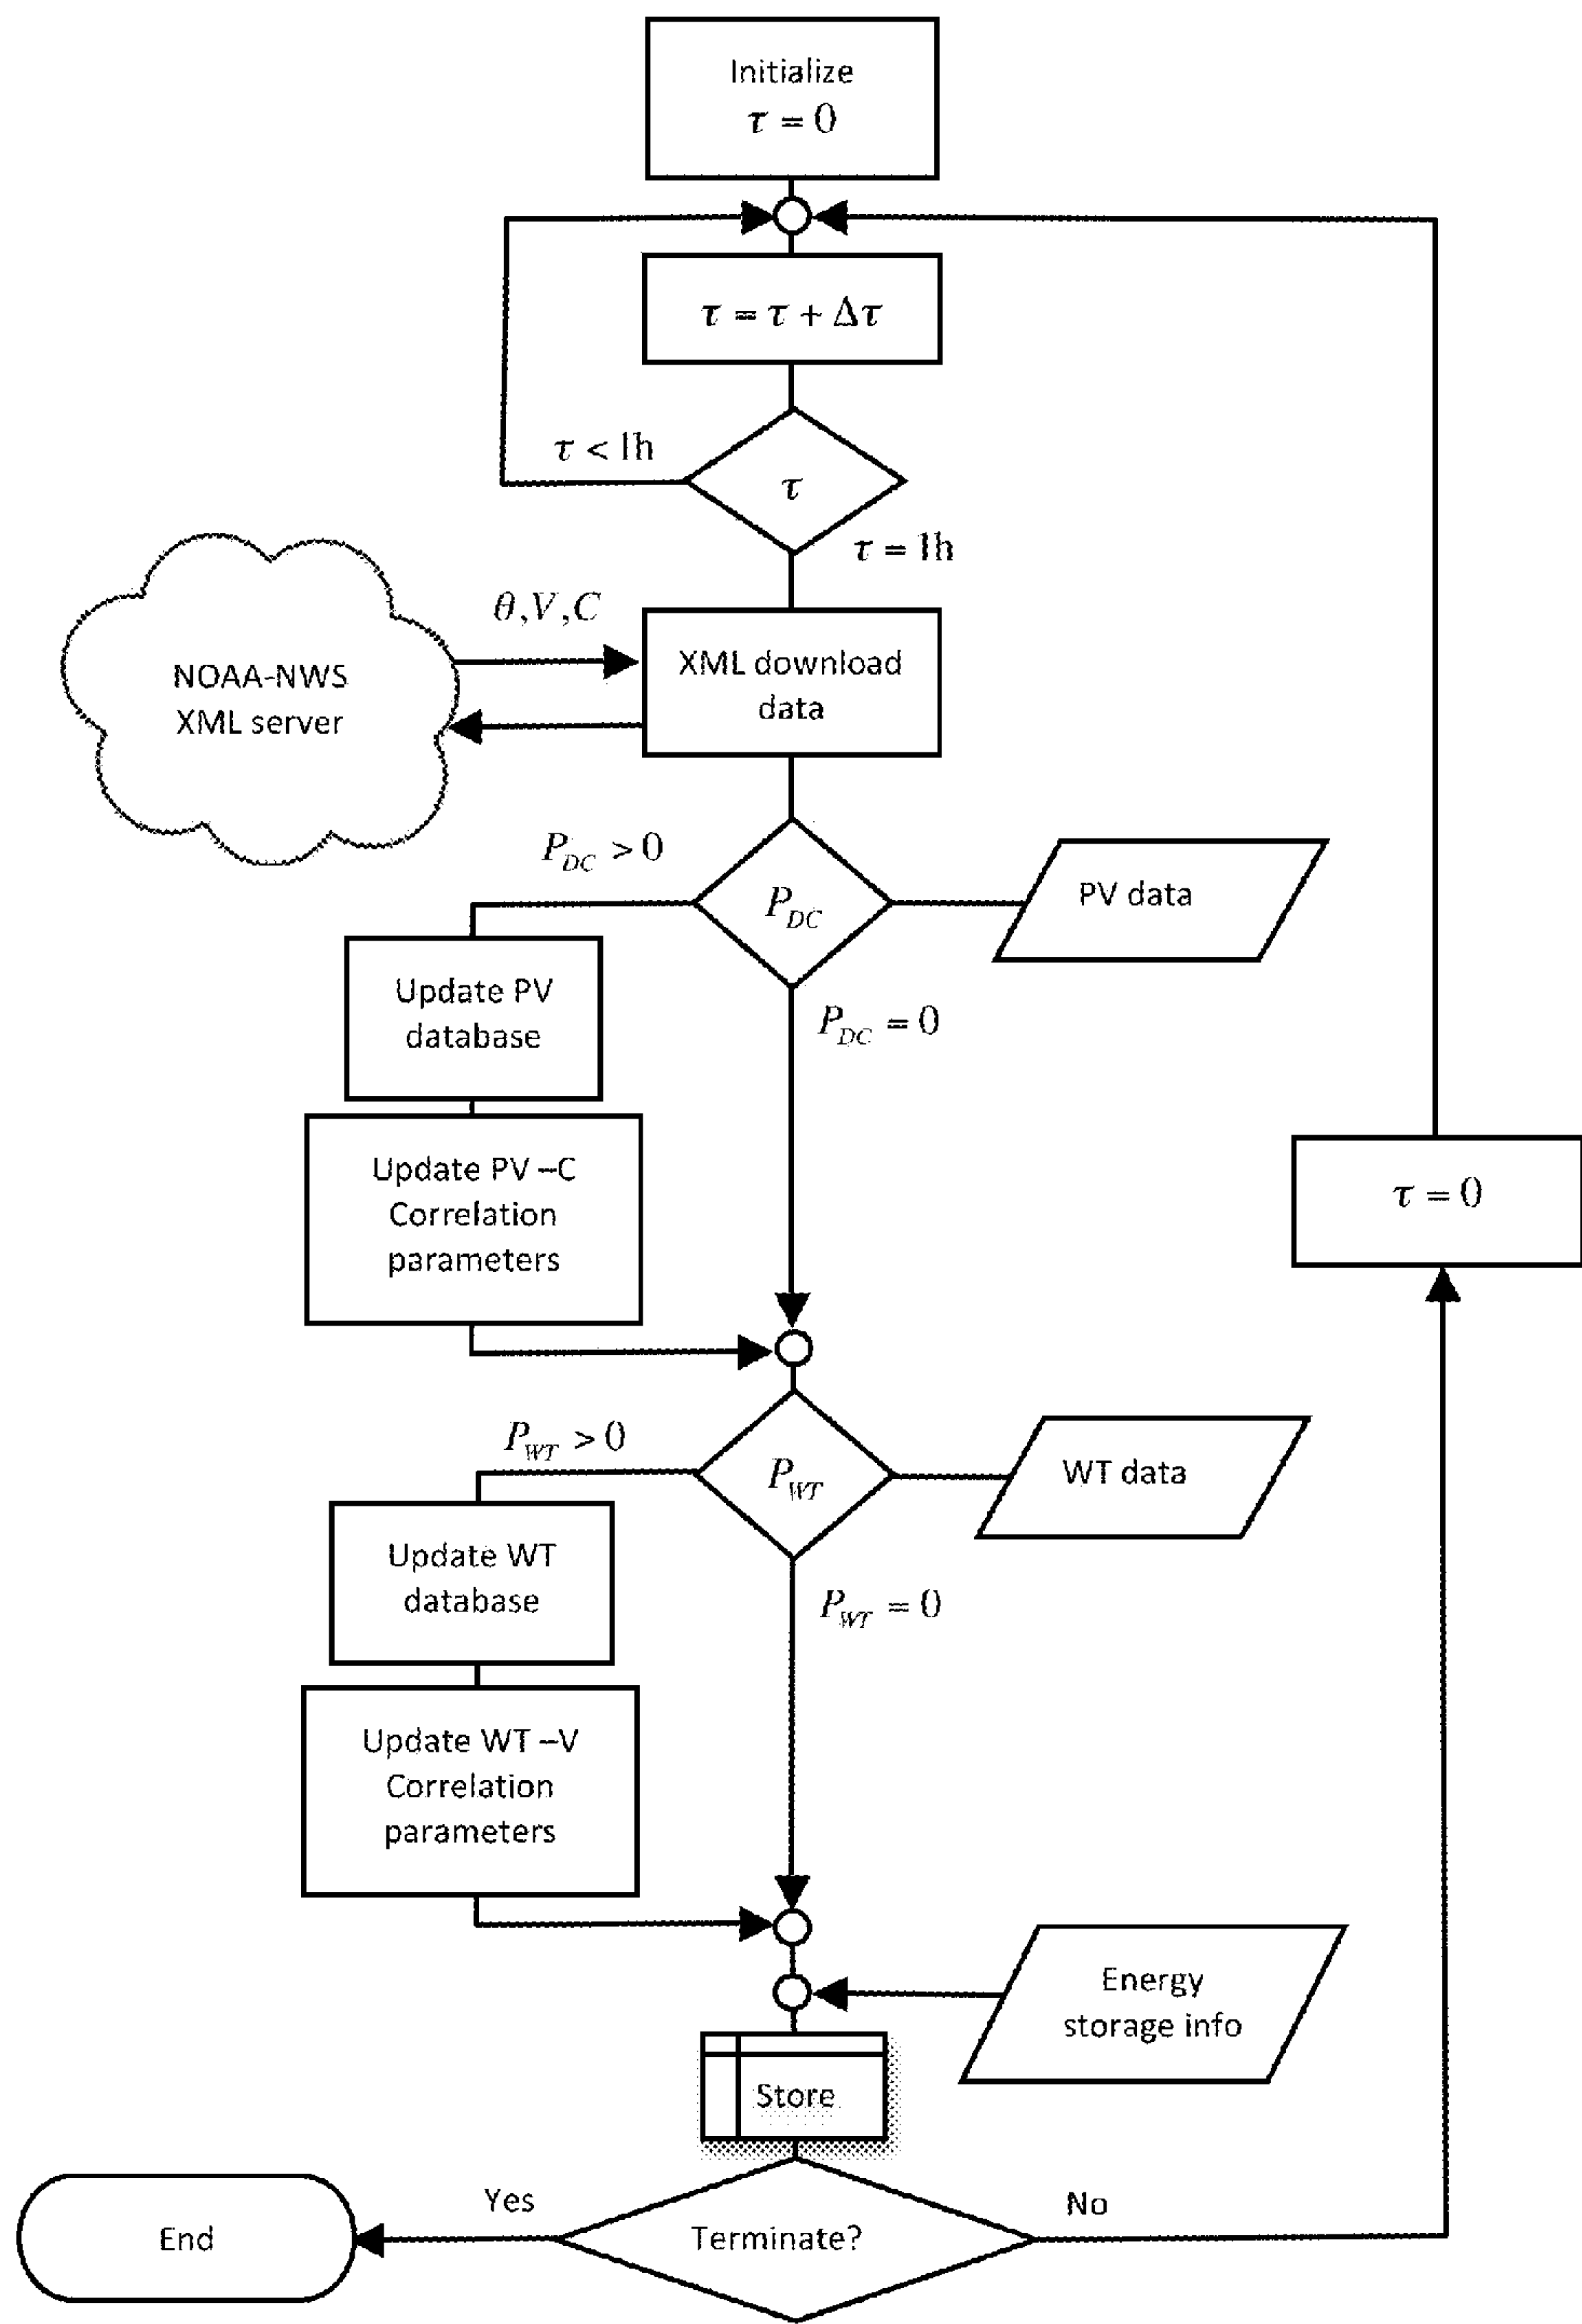 Initialize
τ = 0
τ = τ + Δτ
τ < 1h
τ
τ = 1h
θ,V,C
NOAA-NWS
XML server
XML download
data
P_DC > 0
P_DC
PV data
Update PV
database
P_DC = 0
Update PV –C
Correlation
parameters
τ = 0
P_WT > 0
P_WT
WT data
Update WT
database
P_WT = 0
Update WT –V
Correlation
parameters
Energy
storage info
Store
Yes
No
End
Terminate?